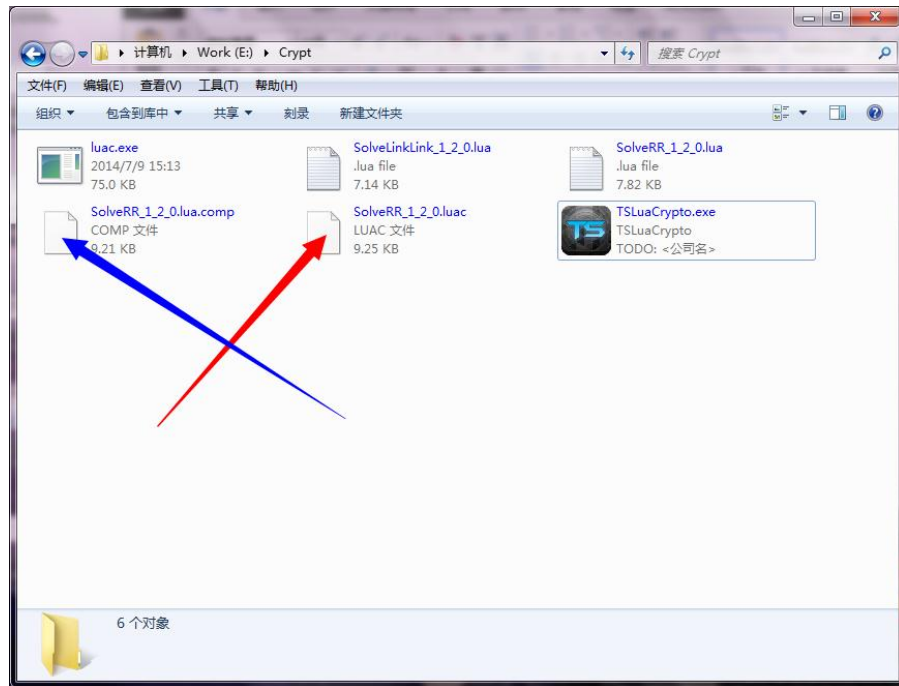 计算机 Work (E:) Crypt
搜索 Crypt
文件(F) 编辑(E) 查看(V) 工具(T) 帮助(H)
组织 包含到库中 共享 刻录 新建文件夹
luac.exe
2014/7/9 15:13
75.0 KB
SolveLinkLink_1_2_0.lua
.lua file
7.14 KB
SolveRR_1_2_0.lua
.lua file
7.82 KB
SolveRR_1_2_0.lua.comp
COMP 文件
9.21 KB
SolveRR_1_2_0.luac
LUAC 文件
9.25 KB
TS
TSLuaCrypto.exe
TSLuaCrypto
TODO: <公司名>
6 个对象